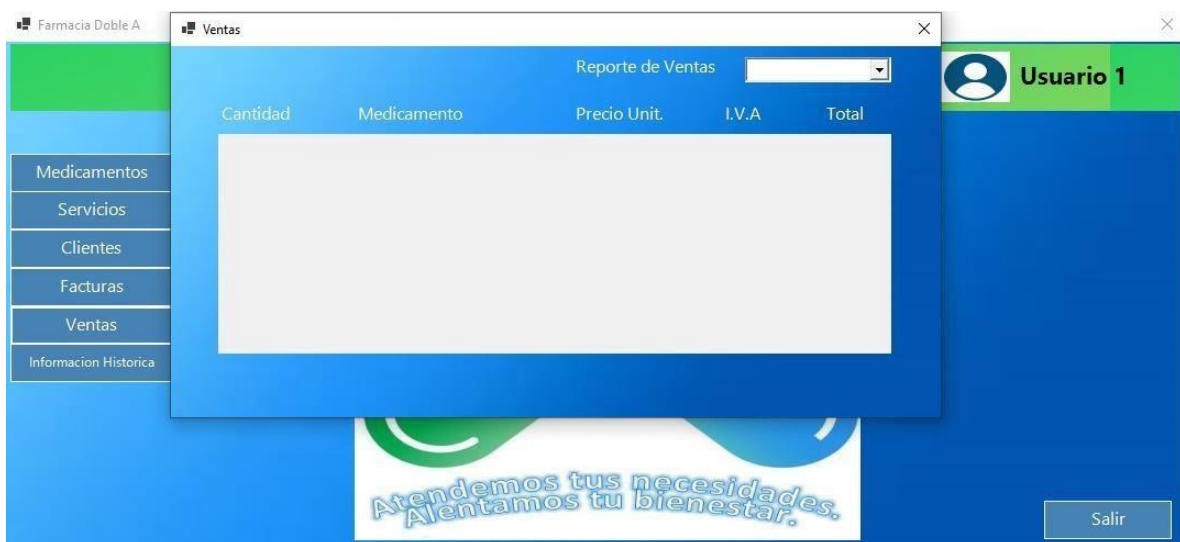 Farmacia Doble A
Ventas
Reporte de Ventas
Usuario 1
Cantidad Medicamento Precio Unit. I.V.A Total
Medicamentos
Servicios
Clientes
Facturas
Ventas
Informacion Historica
Atendemos tus necesidades.
Alentamos tu bienestar.
Salir